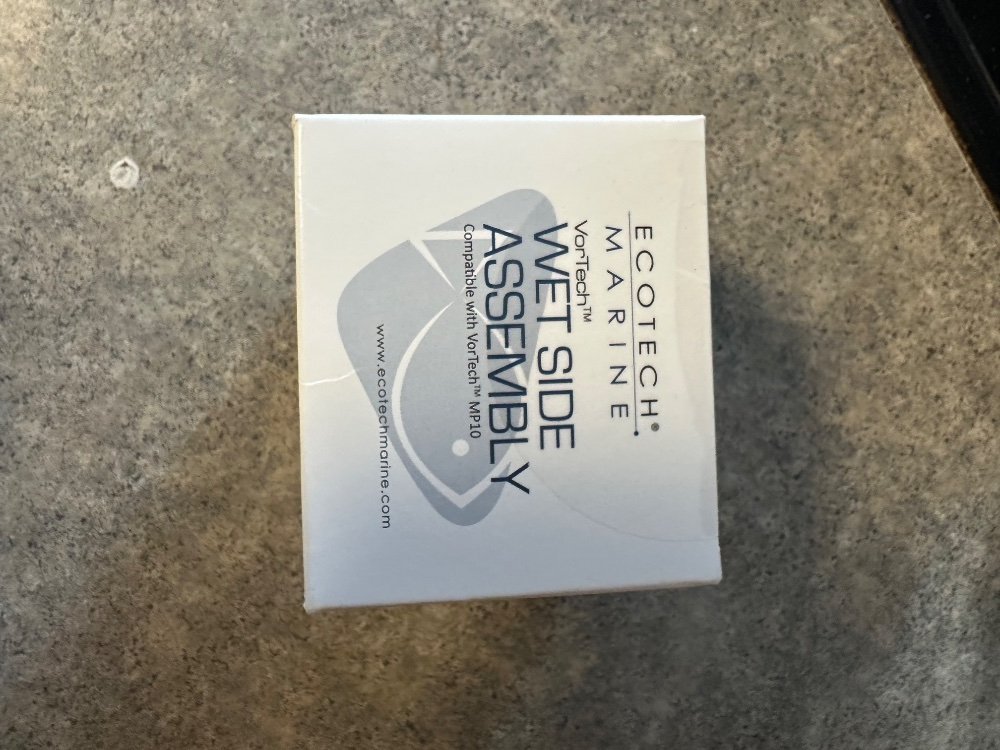 ECOTECH®
MARINE
VorTech™
WET SIDE
ASSEMBLY
Compatible with VorTech™ MP10
www.ecotechmarine.com